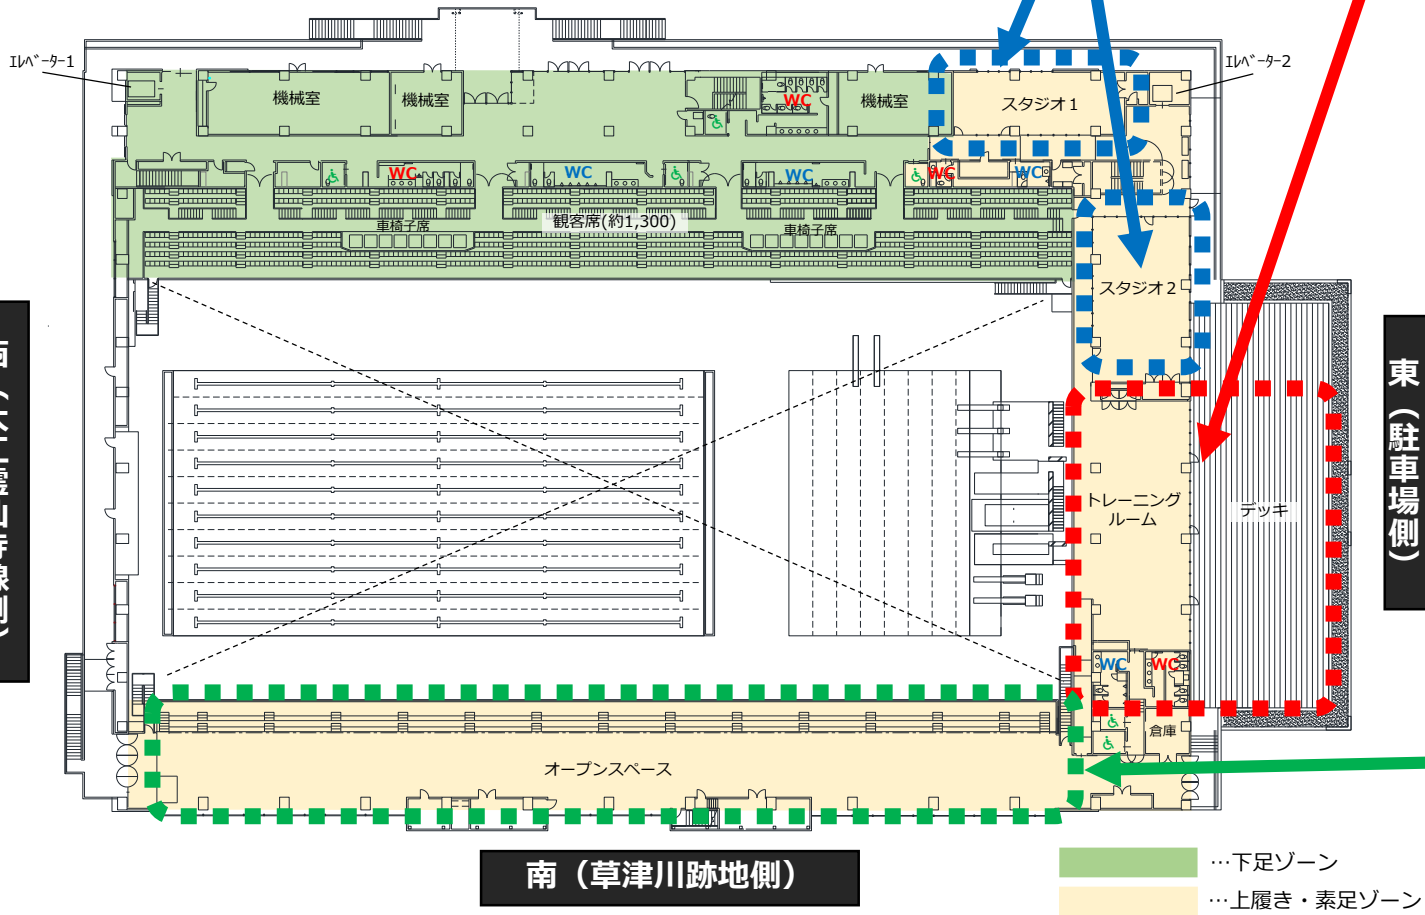 ｴﾚﾍﾞｰﾀｰ1
ｴﾚﾍﾞｰﾀｰ2
機械室
機械室
WC
機械室
スタジオ１
WC
WC
WC
WC
WC
車椅子席
観客席(約1,300)
車椅子席
スタジオ２
東（駐車場側）
トレーニング
ルーム
デッキ
WC
WC
倉庫
オープンスペース
南（草津川跡地側）
…下足ゾーン
…上履き・素足ゾーン